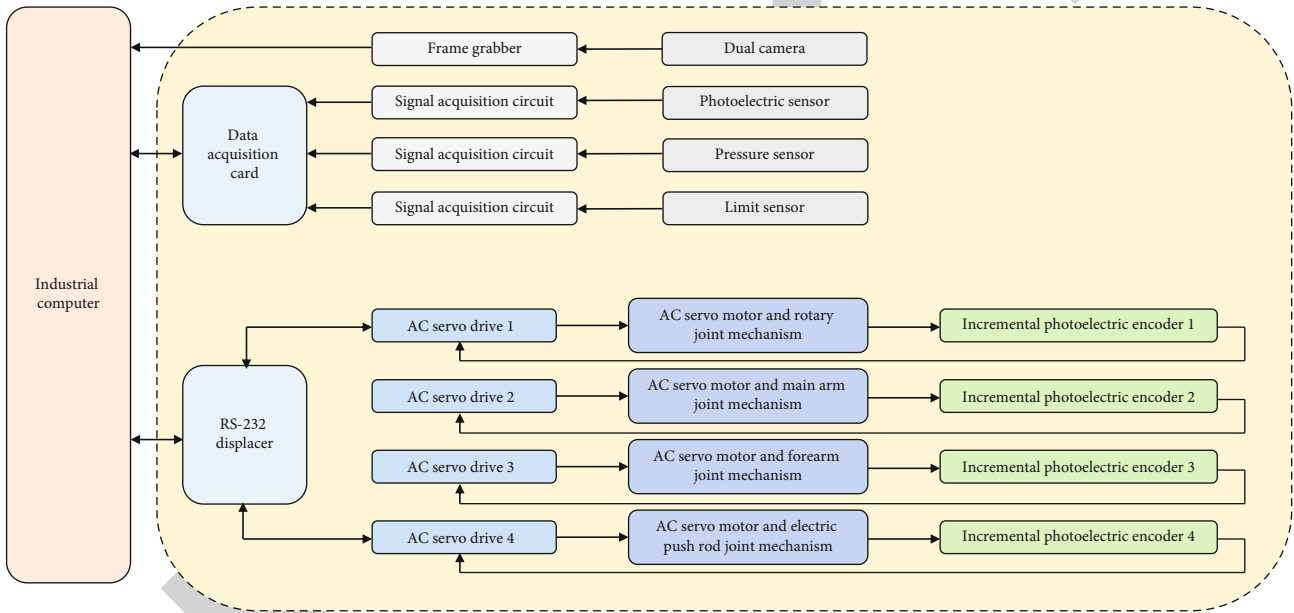 Frame grabber
Dual camera
Signal acquisition circuit
Photoelectric sensor
Data
acquisition
card
Signal acquisition circuit
Pressure sensor
Signal acquisition circuit
Limit sensor
Industrial
computer
AC servo drive 1
AC servo motor and rotary
joint mechanism
Incremental photoelectric encoder 1
RS-232
displacer
AC servo drive 2
AC servo motor and main arm
joint mechanism
Incremental photoelectric encoder 2
AC servo drive 3
AC servo motor and forearm
joint mechanism
Incremental photoelectric encoder 3
AC servo drive 4
AC servo motor and electric
push rod joint mechanism
Incremental photoelectric encoder 4